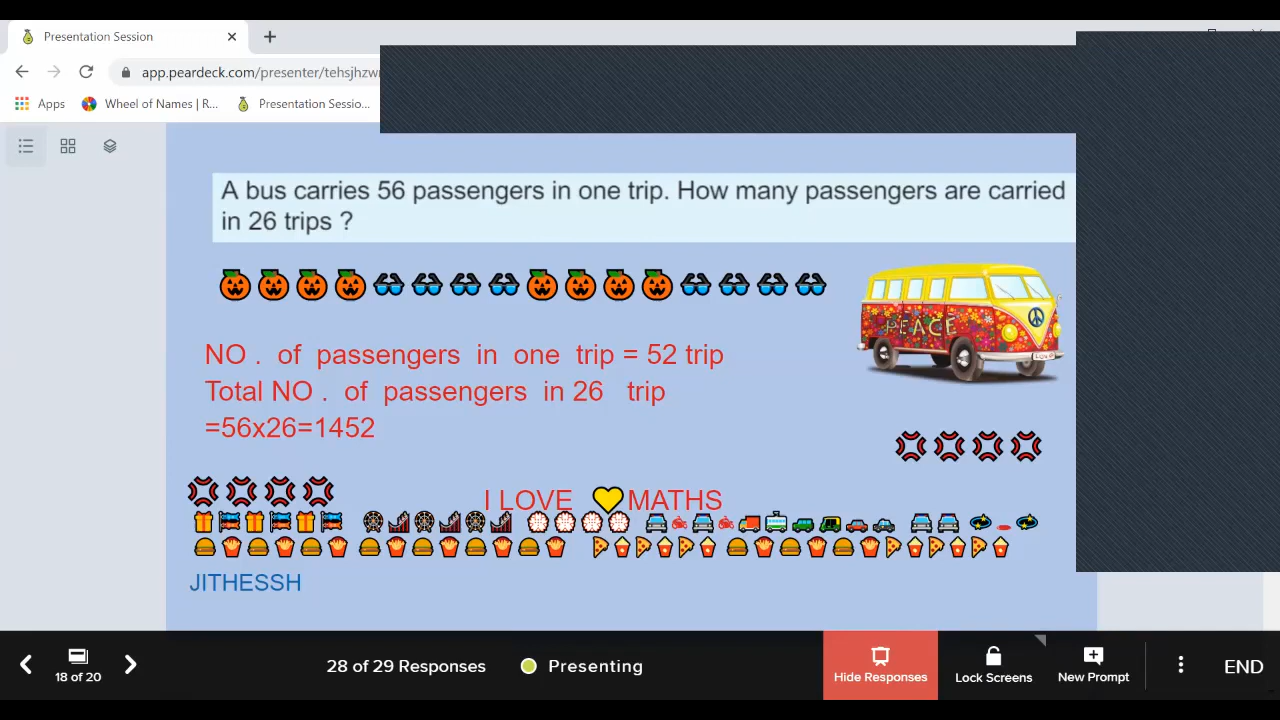 Presentation Session
app.peardeck.com/presenter/tehsjhzw
Apps
Wheel of Names | R...
Presentation Sessio...
A bus carries 56 passengers in one trip. How many passengers are carried
in 26 trips ?
PEACE
NO . of passengers in one trip = 52 trip
Total NO . of passengers in 26 trip
=56x26=1452
I LOVE MATHS
JITHESSH
18 of 20
28 of 29 Responses
Presenting
Hide Responses
Lock Screens
New Prompt
END